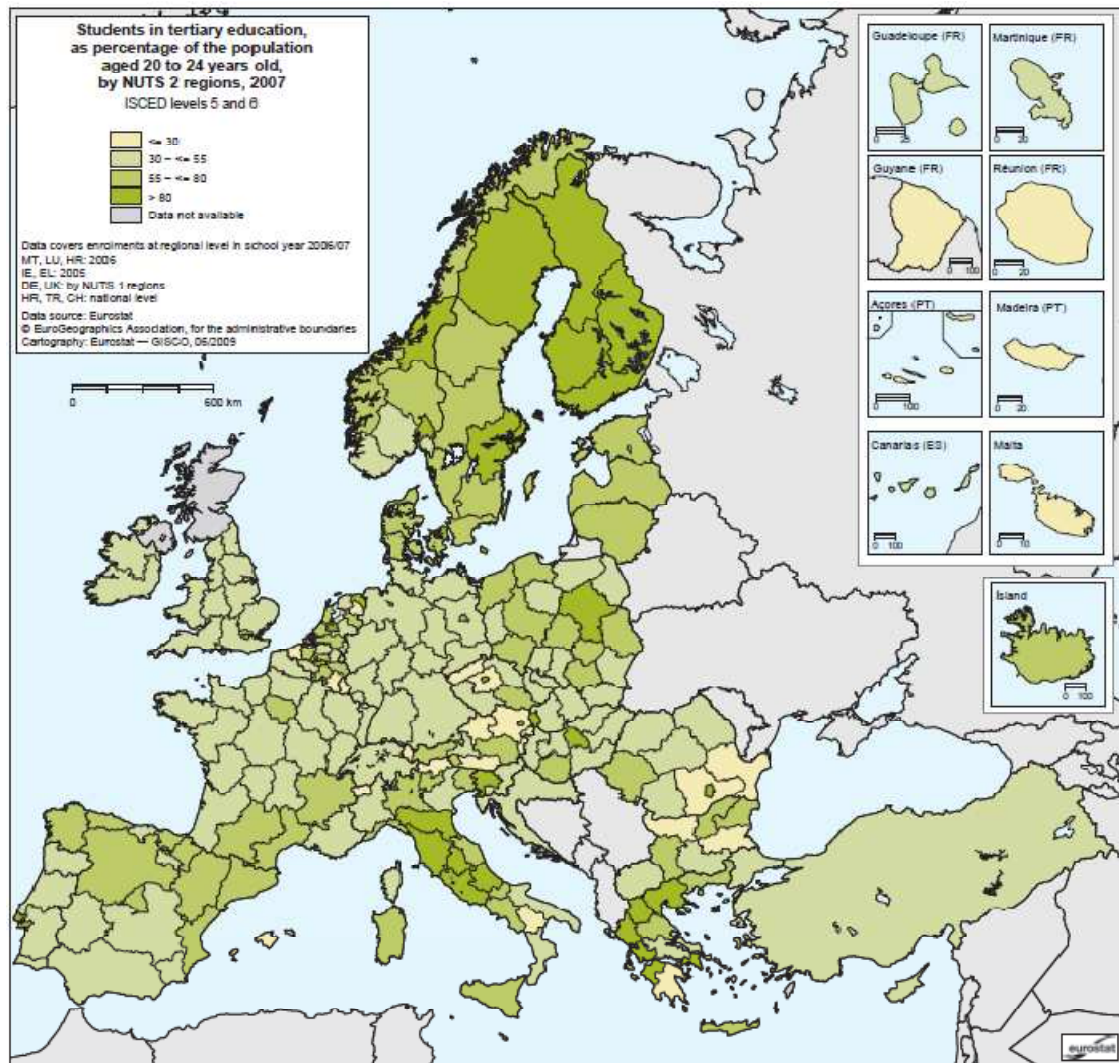 Students in tertiary education,
as percentage of the population
aged 20 to 24 years old,
by NUTS 2 regions, 2007
ISCED levels 5 and 6
<= 30
30 – <= 55
55 – <= 80
> 80
Data not available
Data covers enrolments at regional level in school year 2006/07
MT, LU, HR: 2006
IE, EL: 2005
DE, UK: by NUTS 1 regions
HR, TR, CH: national level
Data source: Eurostat
© EuroGeographics Association, for the administrative boundaries
Cartography: Eurostat — GISCO, 06/2009
0 600 km
Guadeloupe (FR)
0 25
Martinique (FR)
0 20
Guyane (FR)
0 100
Réunion (FR)
0 20
Açores (PT)
0 100
Madeira (PT)
0 20
Canarias (ES)
0 100
Malta
0 10
Ísland
0 100
eurostat